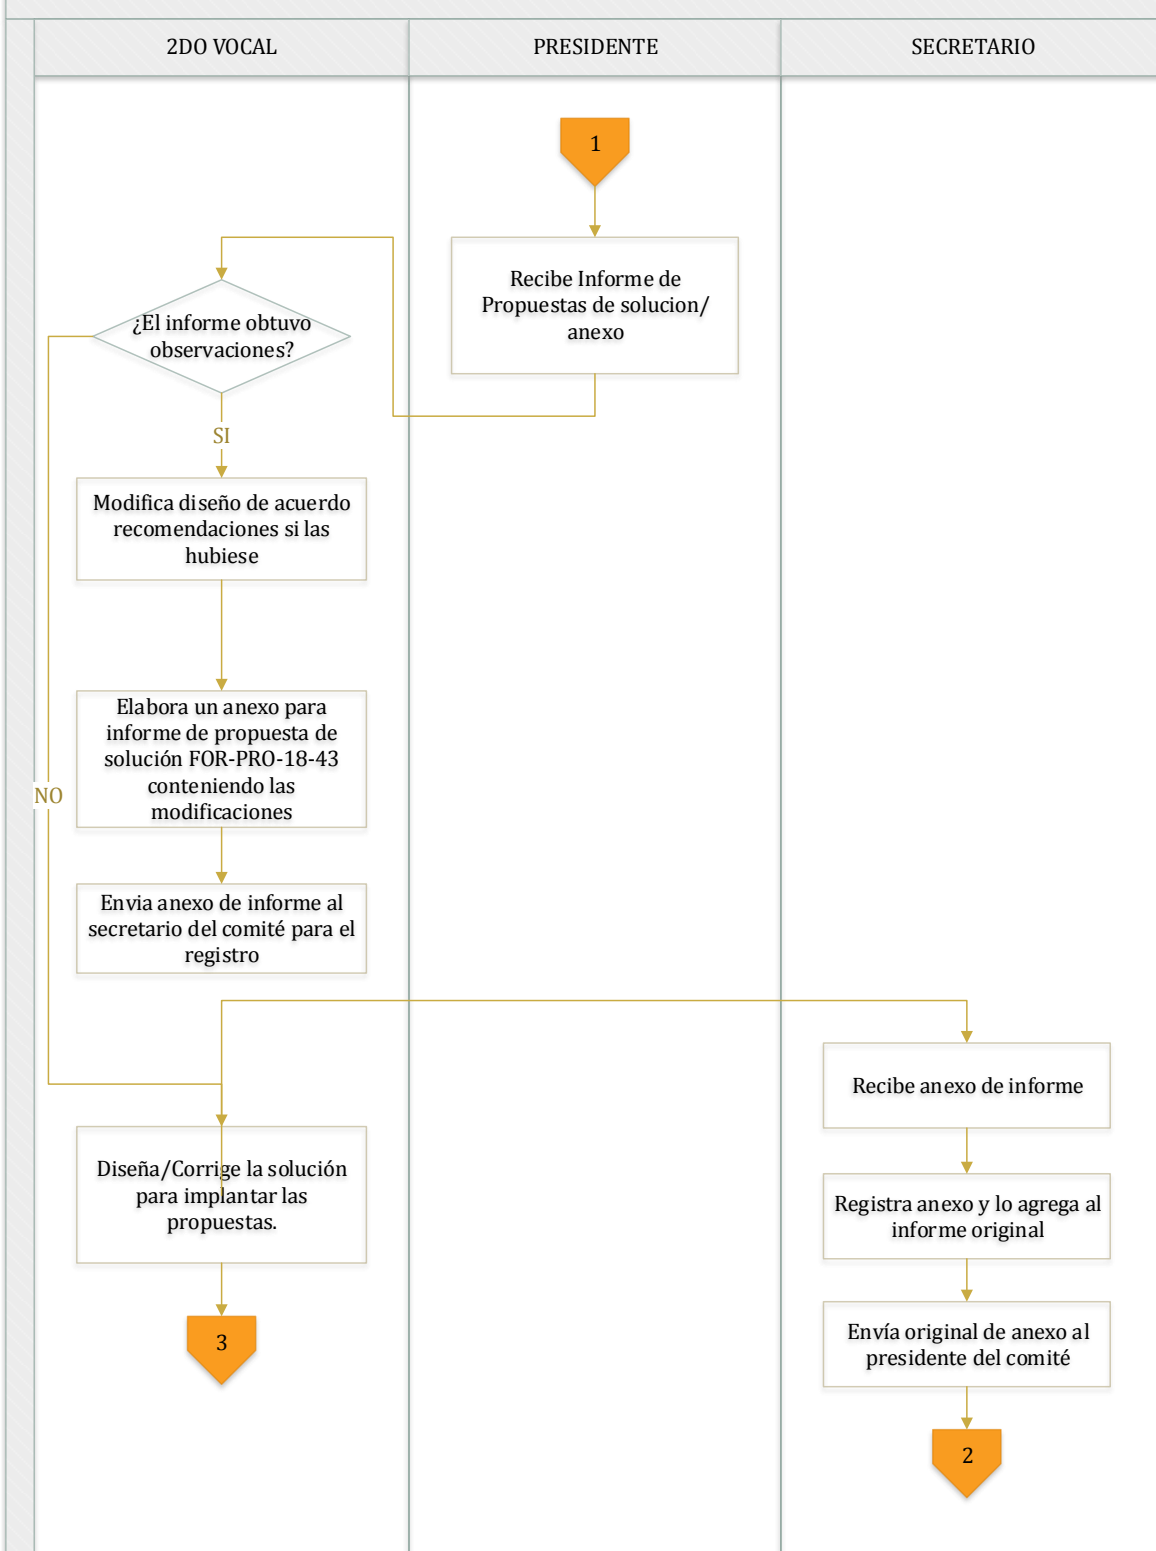 2DO VOCAL
PRESIDENTE
SECRETARIO
1
Recibe Informe de
Propuestas de solucion/
anexo
¿El informe obtuvo
observaciones?
SI
Modifica diseño de acuerdo
recomendaciones si las
hubiese
Elabora un anexo para
informe de propuesta de
solución FOR-PRO-18-43
conteniendo las
modificaciones
NO
Envia anexo de informe al
secretario del comité para el
registro
Recibe anexo de informe
Diseña/Corrige la solución
para implantar las
propuestas.
Registra anexo y lo agrega al
informe original
Envía original de anexo al
presidente del comité
3
2